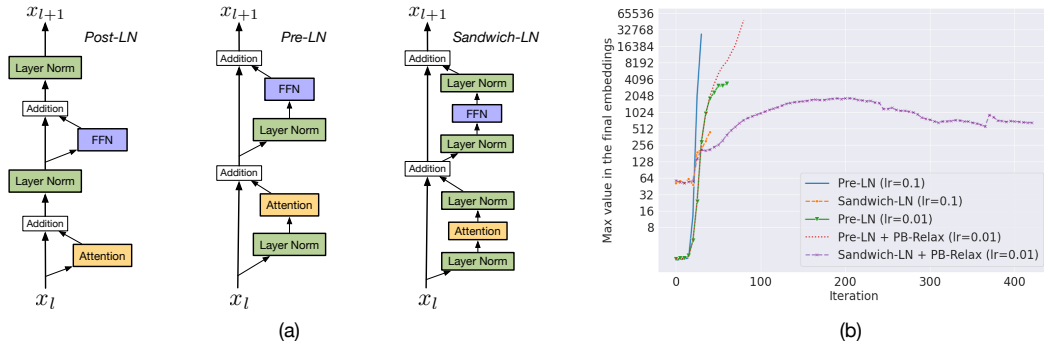 x_{l+1}
Post-LN
Layer Norm
Addition
FFN
Layer Norm
Addition
Attention
x_l
x_{l+1}
Pre-LN
Addition
FFN
Layer Norm
Addition
Attention
Layer Norm
x_l
x_{l+1}
Sandwich-LN
Addition
Layer Norm
FFN
Layer Norm
Addition
Layer Norm
Attention
Layer Norm
x_l
(a)
Max value in the final embeddings
65536
32768
16384
8192
4096
2048
1024
512
256
128
64
32
16
8
Pre-LN (lr=0.1)
Sandwich-LN (lr=0.1)
Pre-LN (lr=0.01)
Pre-LN + PB-Relax (lr=0.01)
Sandwich-LN + PB-Relax (lr=0.01)
0 100 200 300 400
Iteration
(b)